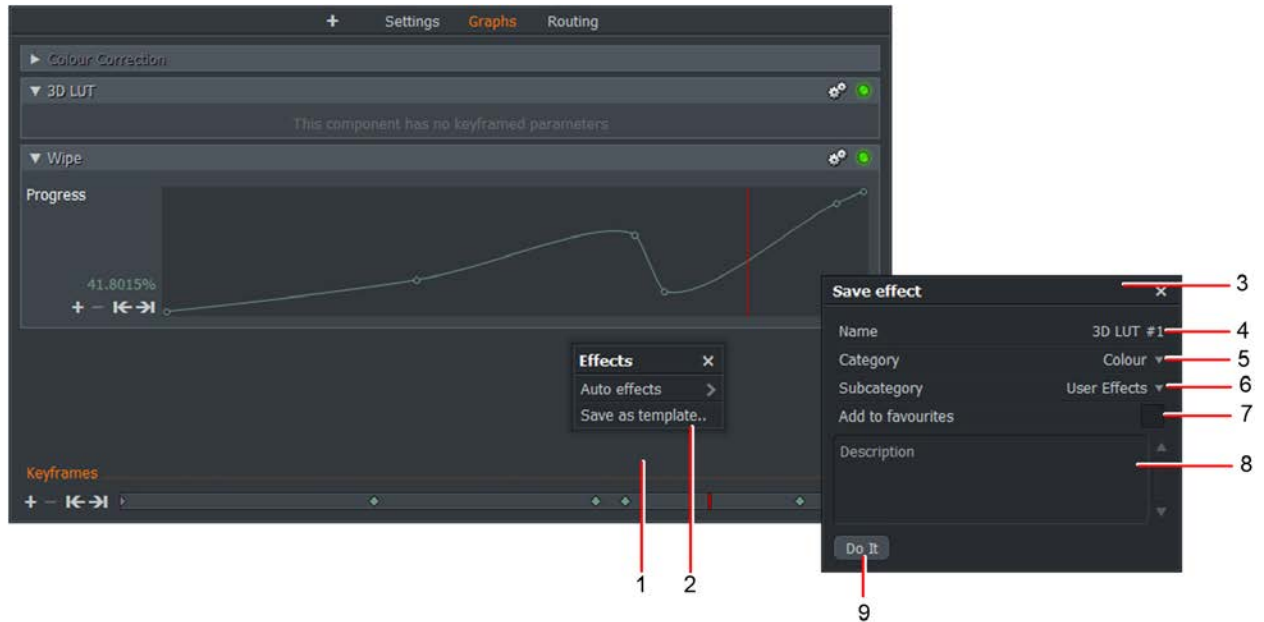 + Settings Graphs Routing
Colour Correction
3D LUT
This component has no keyframed parameters
Wipe
Progress
41.8015%
Effects
Auto effects
Save as template..
Keyframes
Save effect
Name 3D LUT #1
Category Colour
Subcategory User Effects
Add to favourites
Description
Do It
1
2
3
4
5
6
7
8
9